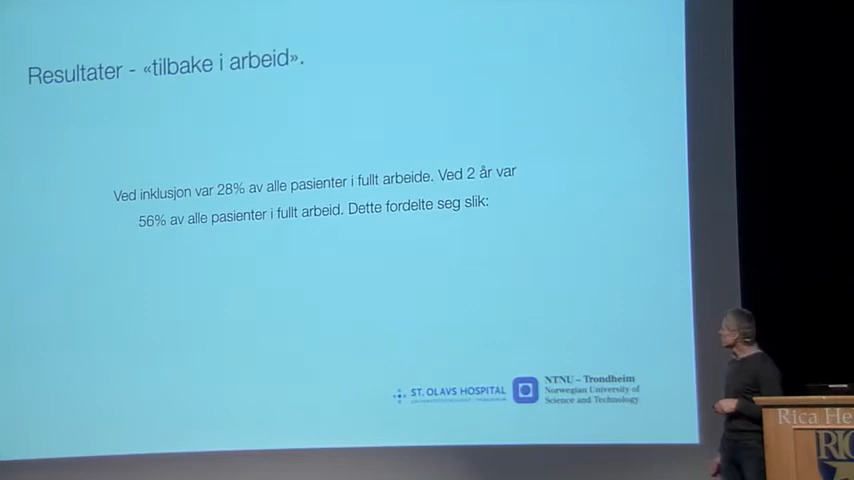 Resultater - «tilbake i arbeid».
Ved inklusjon var 28% av alle pasienter i fullt arbeide. Ved 2 år var
56% av alle pasienter i fullt arbeid. Dette fordelte seg slik:
ST. OLAVS HOSPITAL
NTNU – Trondheim
Norwegian University of
Science and Technology
Rica He
RIC